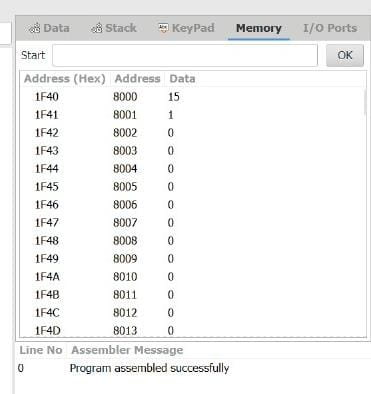 Data Stack KeyPad Memory I/O Ports
Start OK
Address (Hex) Address Data
1F40 8000 15
1F41 8001 1
1F42 8002 0
1F43 8003 0
1F44 8004 0
1F45 8005 0
1F46 8006 0
1F47 8007 0
1F48 8008 0
1F49 8009 0
1F4A 8010 0
1F4B 8011 0
1F4C 8012 0
1F4D 8013 0
Line No Assembler Message
0 Program assembled successfully